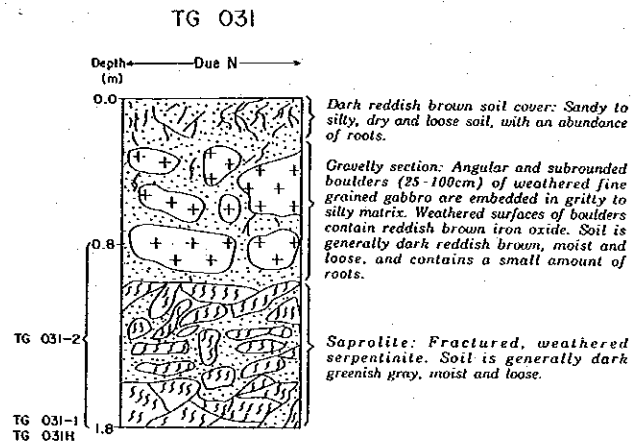 TG 031
Depth
(m)
Due N
0.0
Dark reddish brown soil cover: Sandy to
silty, dry and loose soil, with an abundance
of roots.
Gravelly section: Angular and subrounded
boulders (25-100cm) of weathered fine
grained gabbro are embedded in gritty to
silty matrix. Weathered surfaces of boulders
contain reddish brown iron oxide. Soil is
generally dark reddish brown, moist and
loose, and contains a small amount of
roots.
0.8
TG 031-2
Saprolite: Fractured, weathered
serpentinite. Soil is generally dark
greenish gray, moist and loose.
TG 031-1
TG 031H
1.8